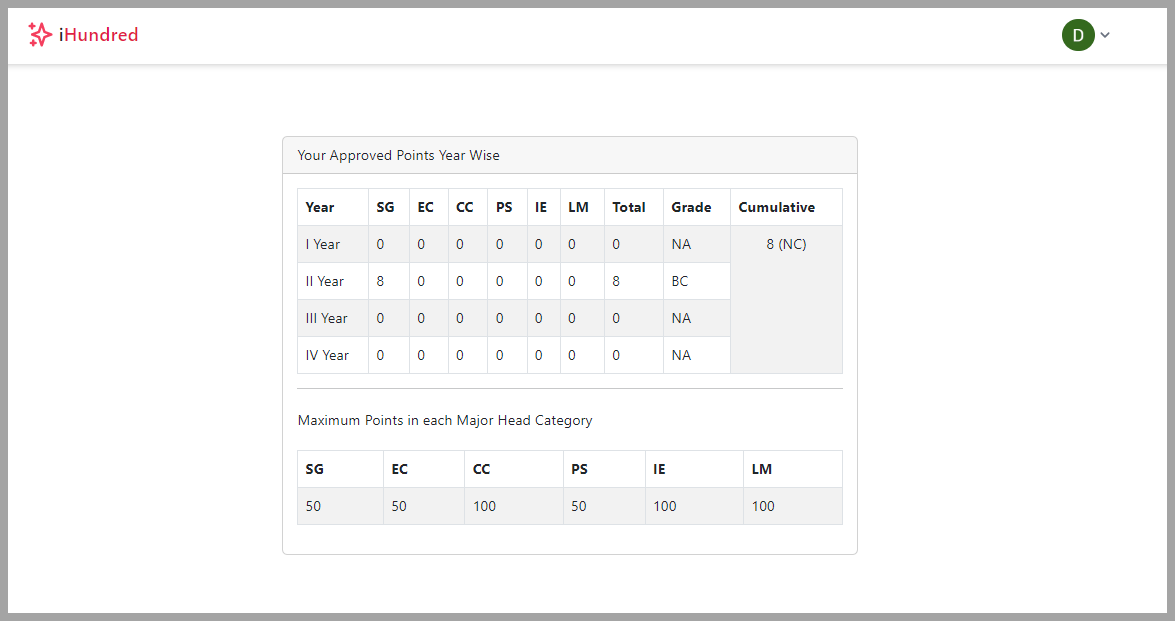 iHundred
D
Your Approved Points Year Wise
Year SG EC CC PS IE LM Total Grade Cumulative
I Year 0 0 0 0 0 0 0 NA 8 (NC)
II Year 8 0 0 0 0 0 8 BC
III Year 0 0 0 0 0 0 0 NA
IV Year 0 0 0 0 0 0 0 NA
Maximum Points in each Major Head Category
SG EC CC PS IE LM
50 50 100 50 100 100